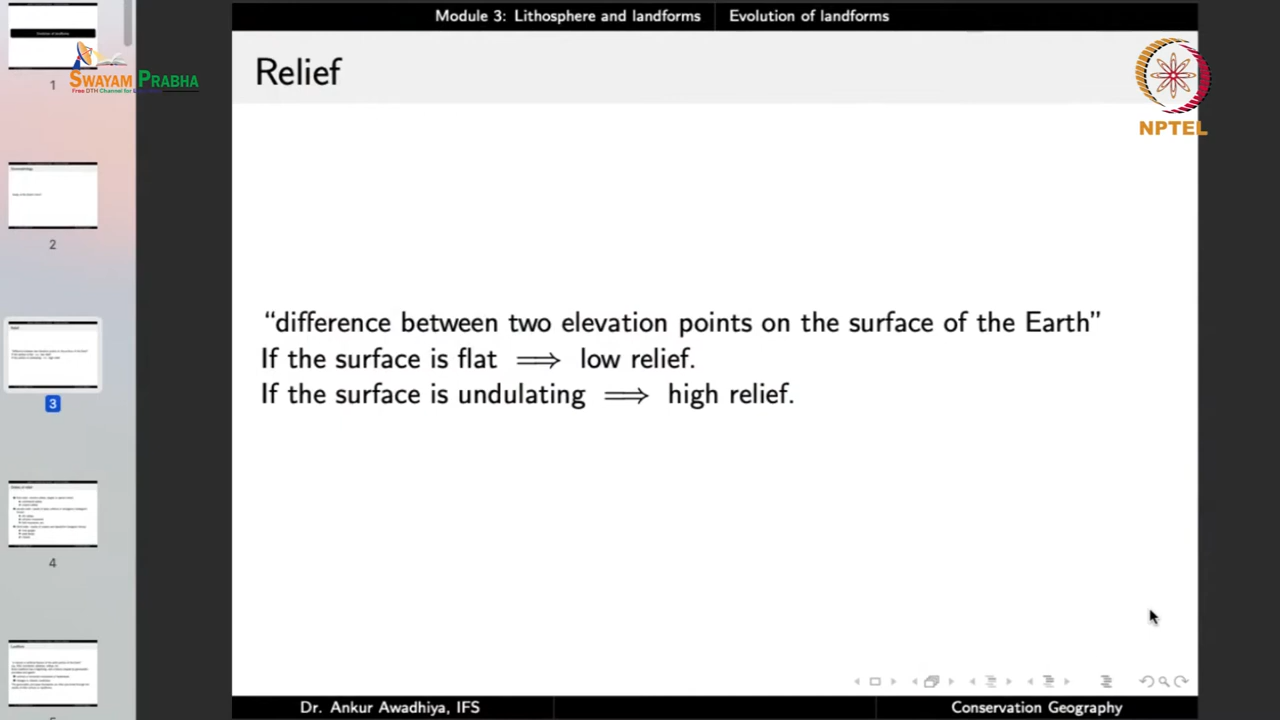 Module 3: Lithosphere and landforms Evolution of landforms
Relief
SWAYAM PRABHA
1
NPTEL
2
"difference between two elevation points on the surface of the Earth"
If the surface is flat ⟹ low relief.
If the surface is undulating ⟹ high relief.
3
4
Dr. Ankur Awadhiya, IFS Conservation Geography